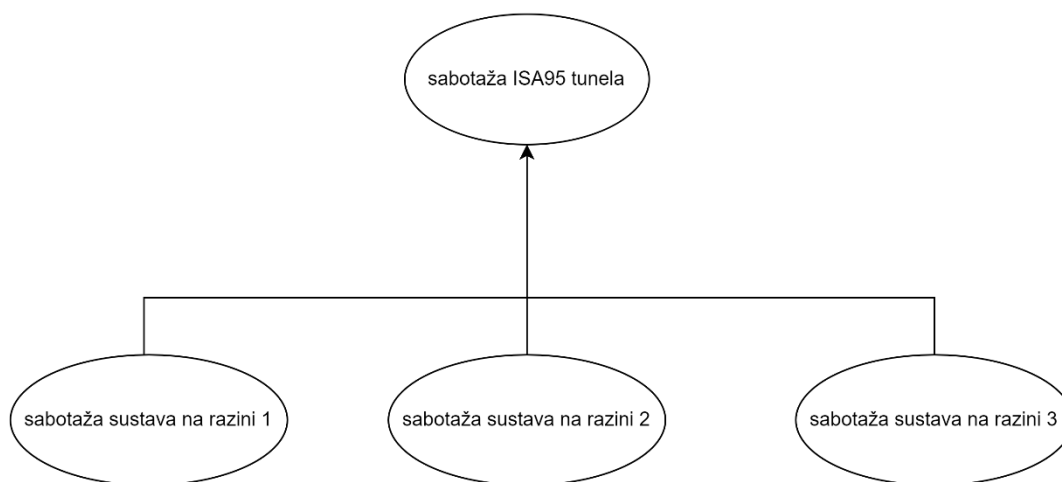 sabotaža ISA95 tunela
sabotaža sustava na razini 1
sabotaža sustava na razini 2
sabotaža sustava na razini 3